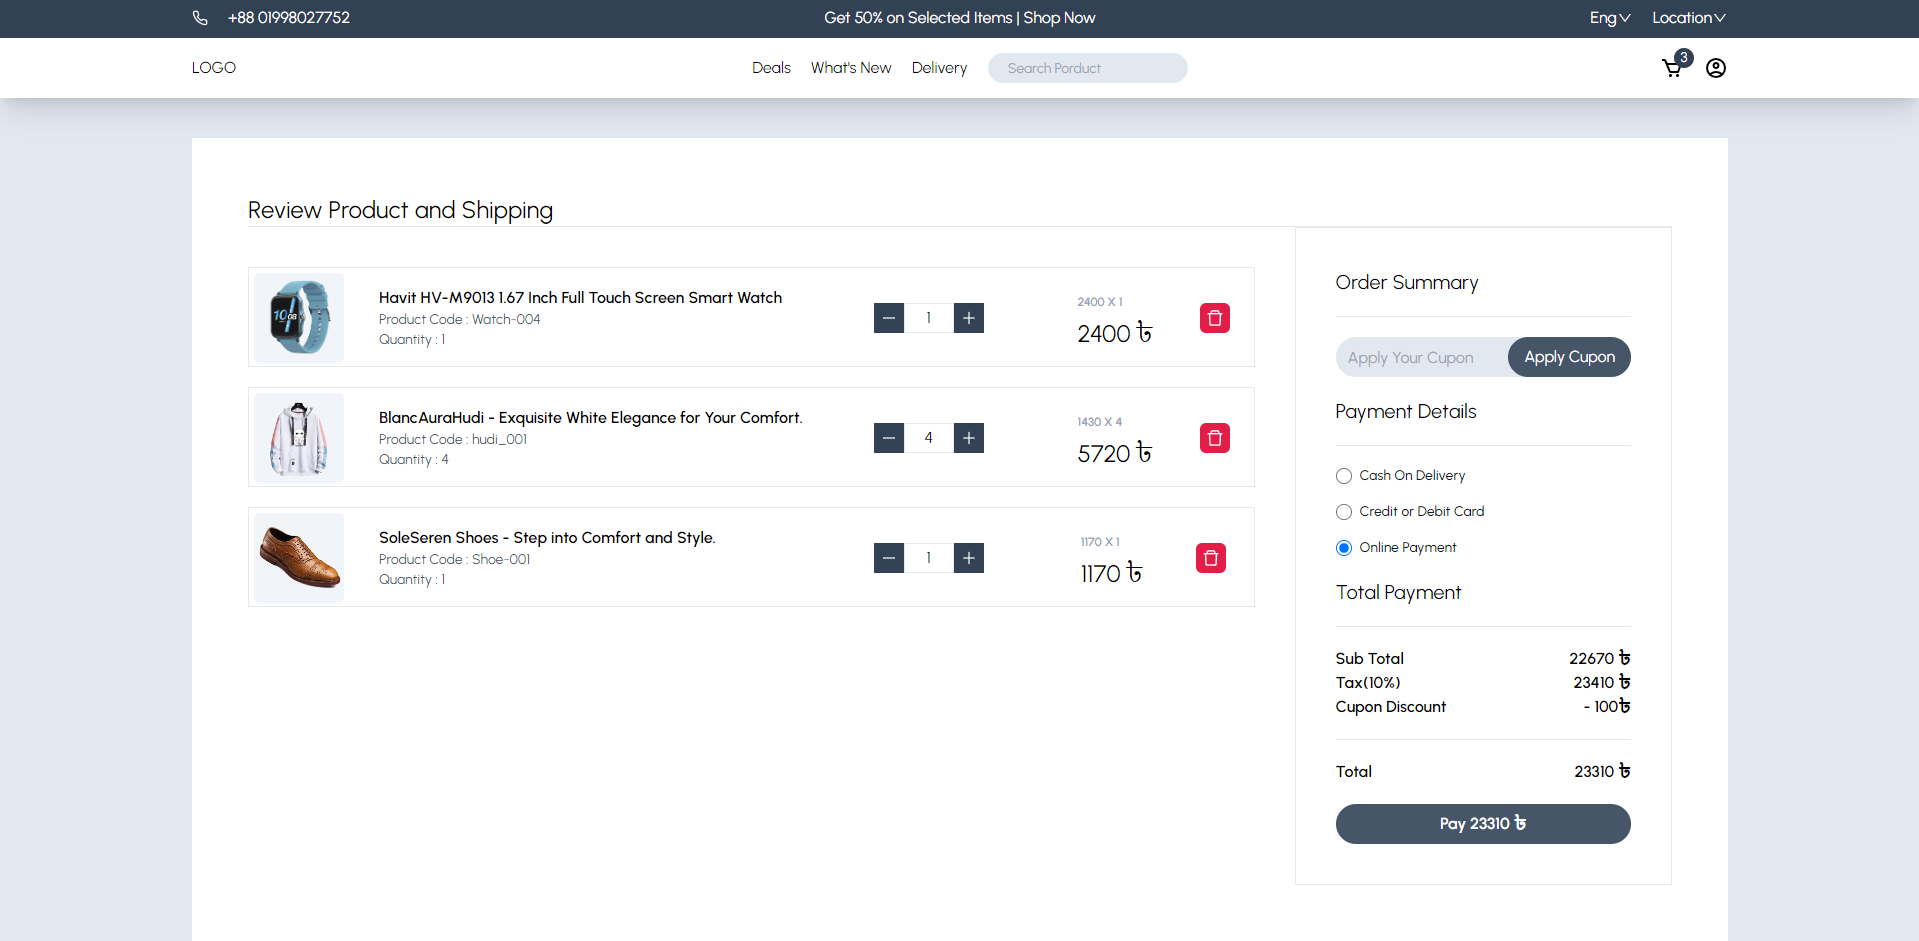 +88 01998027752
Get 50% on Selected Items | Shop Now
Eng
Location
LOGO
Deals
What's New
Delivery
Search Porduct
3
Review Product and Shipping
Havit HV-M9013 1.67 Inch Full Touch Screen Smart Watch
Product Code : Watch-004
Quantity : 1
1
2400 X 1
2400 ৳
BlancAuraHudi - Exquisite White Elegance for Your Comfort.
Product Code : hudi_001
Quantity : 4
4
1430 X 4
5720 ৳
SoleSeren Shoes - Step into Comfort and Style.
Product Code : Shoe-001
Quantity : 1
1
1170 X 1
1170 ৳
Order Summary
Apply Your Cupon
Apply Cupon
Payment Details
Cash On Delivery
Credit or Debit Card
Online Payment
Total Payment
Sub Total 22670 ৳
Tax(10%) 23410 ৳
Cupon Discount - 100৳
Total 23310 ৳
Pay 23310 ৳